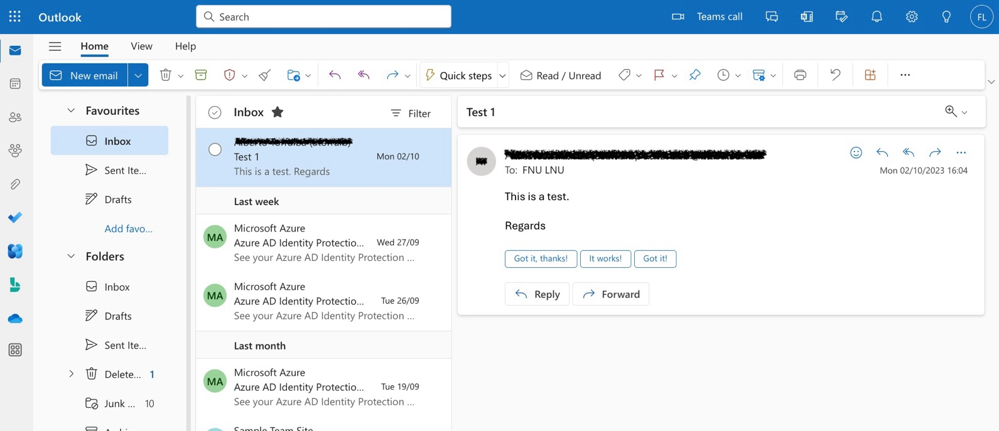 Outlook
Search
Teams call
FL
Home View Help
New email
Quick steps
Read / Unread
Favourites
Inbox
Sent Ite...
Drafts
Add favo...
Folders
Inbox
Drafts
Sent Ite...
Delete... 1
Junk ... 10
Inbox
Filter
Test 1 Mon 02/10
This is a test. Regards
Last week
MA
Microsoft Azure
Azure AD Identity Protectio... Wed 27/09
See your Azure AD Identity Protection ...
MA
Microsoft Azure
Azure AD Identity Protectio... Tue 26/09
See your Azure AD Identity Protection ...
Last month
MA
Microsoft Azure
Azure AD Identity Protectio... Tue 19/09
See your Azure AD Identity Protection ...
Sample Team Site
Test 1
To: FNU LNU
Mon 02/10/2023 16:04
This is a test.
Regards
Got it, thanks! It works! Got it!
Reply Forward